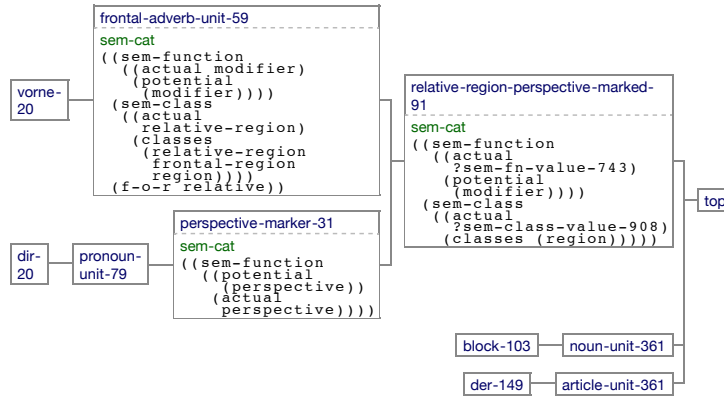 frontal-adverb-unit-59
sem-cat
((sem-function
((actual modifier)
(potential
(modifier))))
(sem-class
((actual
relative-region)
(classes
(relative-region
frontal-region
region))))
(f-o-r relative))
vorne-
20
relative-region-perspective-marked-
91
sem-cat
((sem-function
((actual
?sem-fn-value-743)
(potential
(modifier))))
(sem-class
((actual
?sem-class-value-908)
(classes (region)))))
top
perspective-marker-31
sem-cat
((sem-function
((potential
(perspective))
(actual
perspective))))
dir-
20
pronoun-
unit-79
block-103
noun-unit-361
der-149
article-unit-361